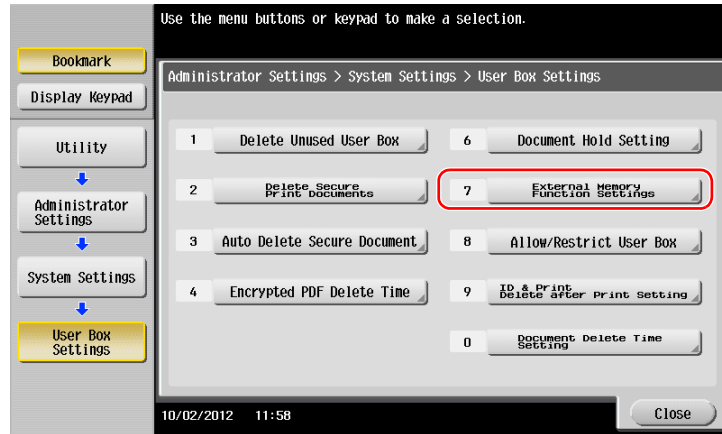 Use the menu buttons or keypad to make a selection.
Bookmark
Display Keypad
Utility
Administrator
Settings
System Settings
User Box
Settings
Administrator Settings > System Settings > User Box Settings
1 Delete Unused User Box
2 Delete Secure
Print Documents
3 Auto Delete Secure Document
4 Encrypted PDF Delete Time
6 Document Hold Setting
7 External Memory
Function Settings
8 Allow/Restrict User Box
9 ID & Print
Delete after Print Setting
0 Document Delete Time
Setting
10/02/2012 11:58
Close